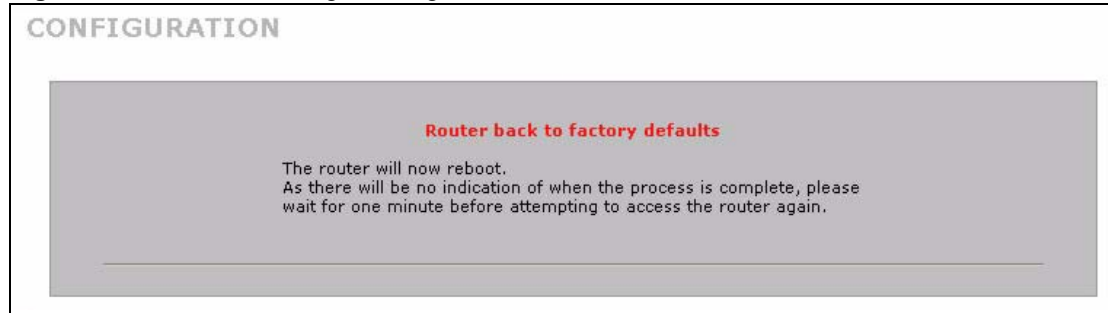 CONFIGURATION
Router back to factory defaults
The router will now reboot.
As there will be no indication of when the process is complete, please
wait for one minute before attempting to access the router again.